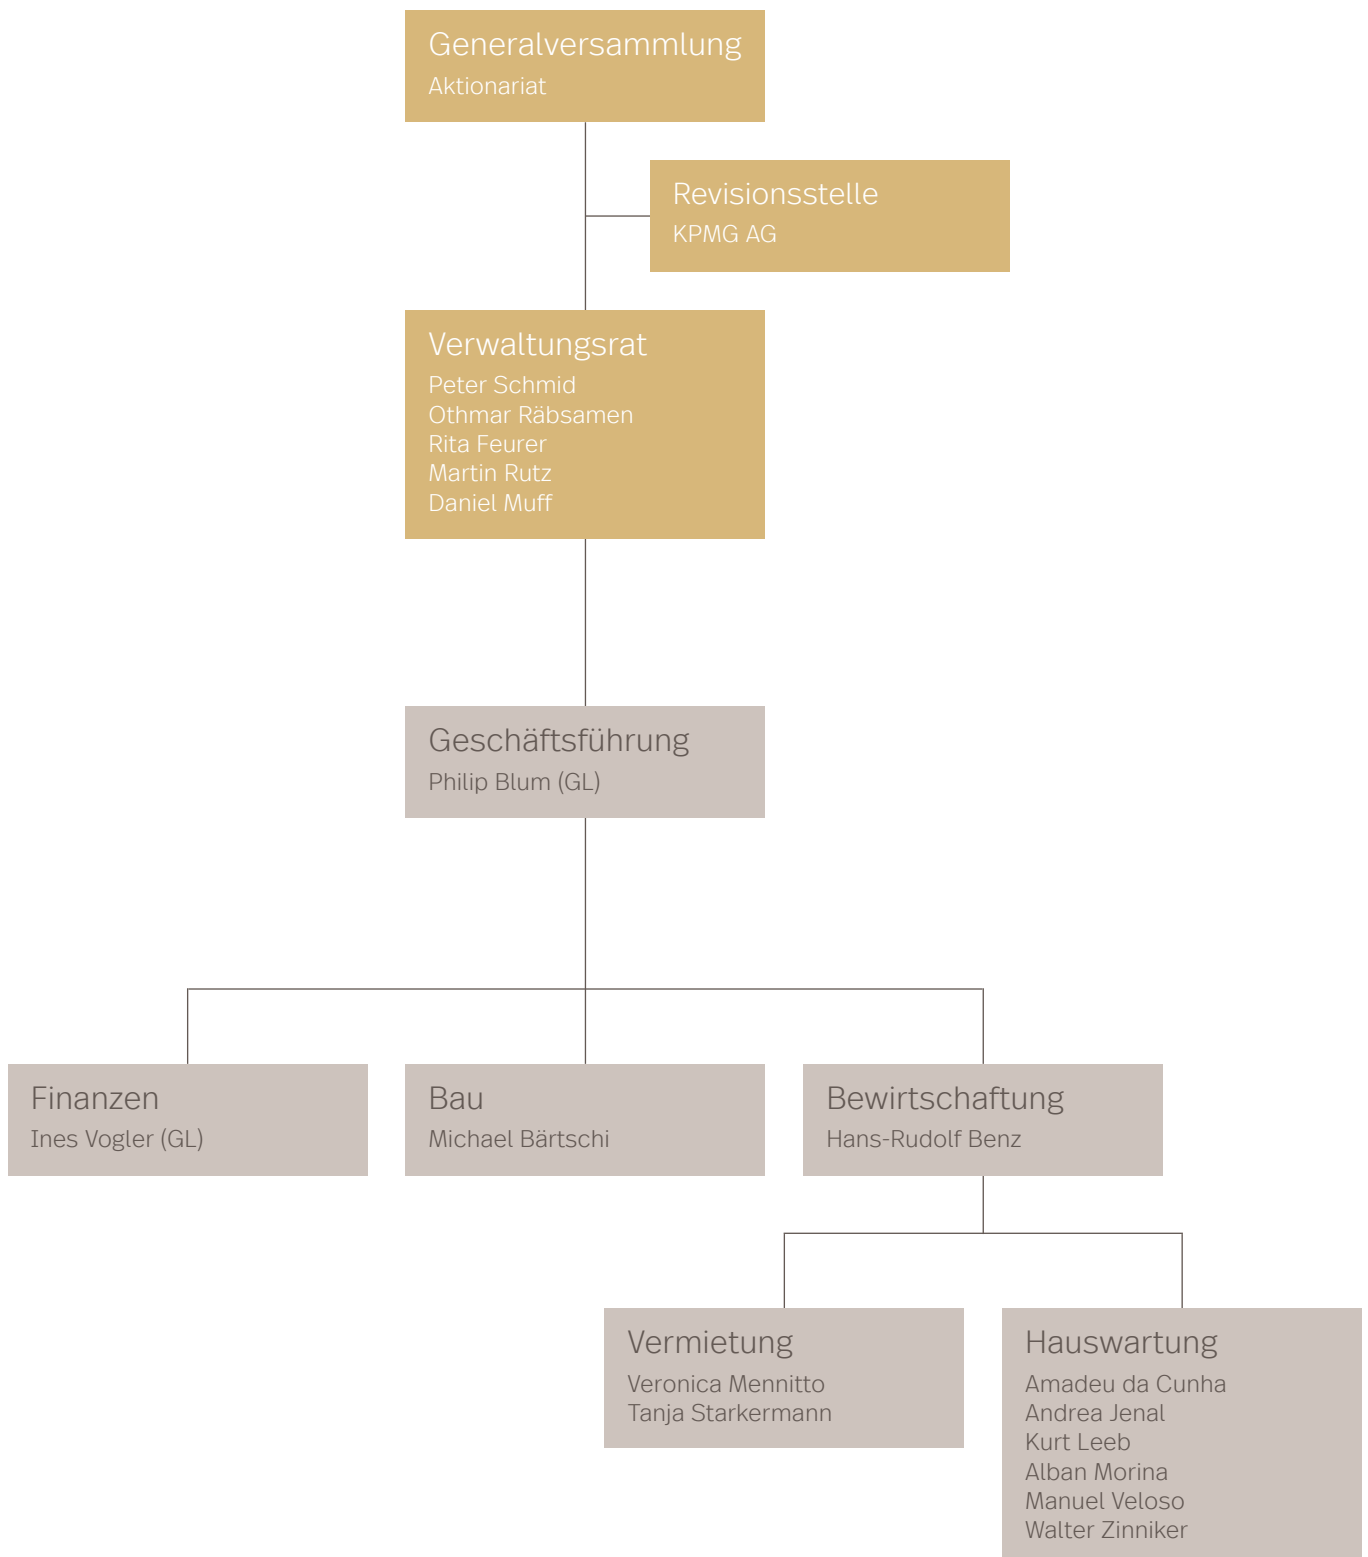 Generalversammlung
Aktionariat
Revisionsstelle
KPMG AG
Verwaltungsrat
Peter Schmid
Othmar Räbsamen
Rita Feurer
Martin Rutz
Daniel Muff
Geschäftsführung
Philip Blum (GL)
Finanzen
Ines Vogler (GL)
Bau
Michael Bärtschi
Bewirtschaftung
Hans-Rudolf Benz
Vermietung
Veronica Mennitto
Tanja Starkermann
Hauswartung
Amadeu da Cunha
Andrea Jenal
Kurt Leeb
Alban Morina
Manuel Veloso
Walter Zinniker